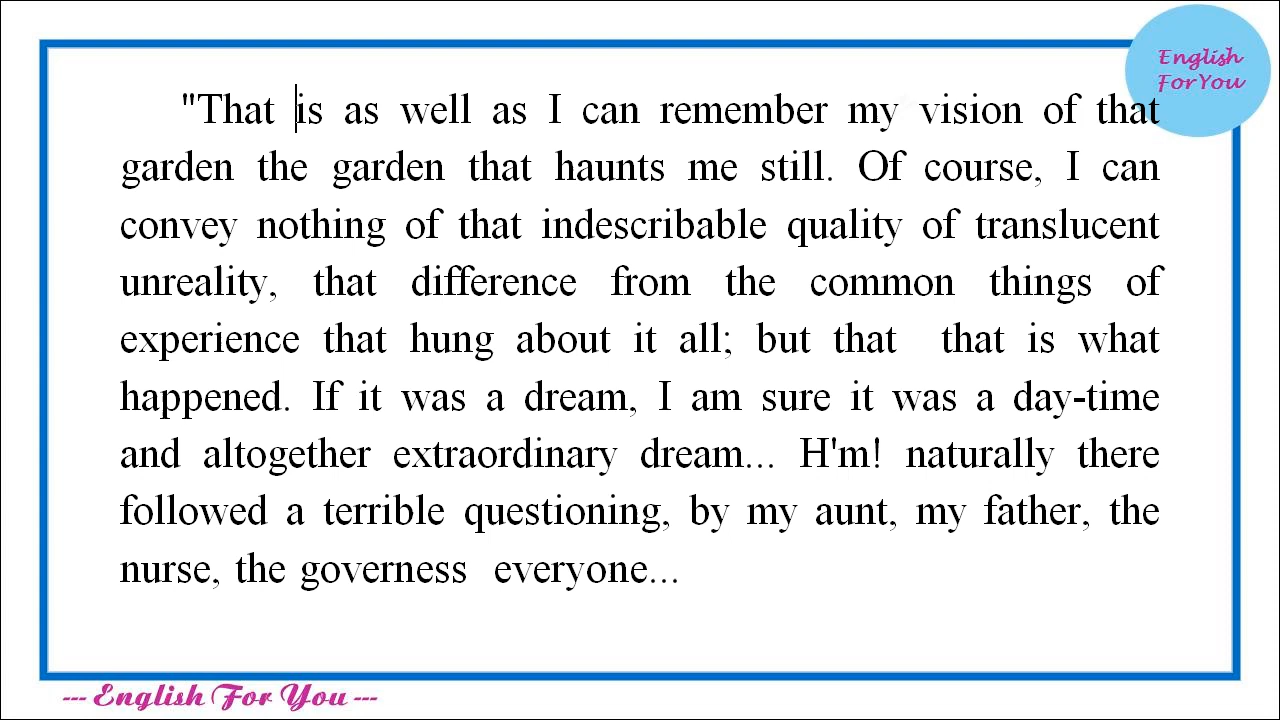 English
ForYou
"That is as well as I can remember my vision of that
garden the garden that haunts me still. Of course, I can
convey nothing of that indescribable quality of translucent
unreality, that difference from the common things of
experience that hung about it all; but that  that is what
happened. If it was a dream, I am sure it was a day-time
and altogether extraordinary dream... H'm! naturally there
followed a terrible questioning, by my aunt, my father, the
nurse, the governess  everyone...
--- English For You ---